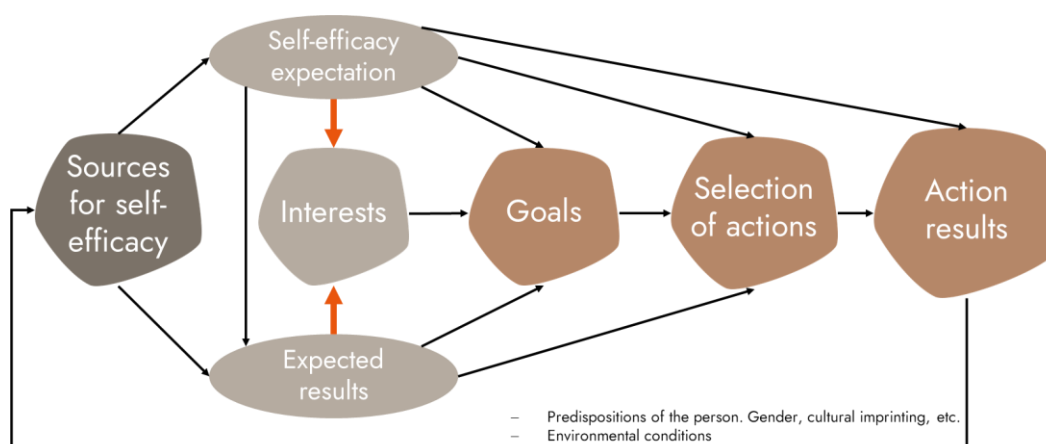 Self-efficacy
expectation
Sources
for self-
efficacy
Interests
Goals
Selection
of actions
Action
results
Expected
results
– Predispositions of the person. Gender, cultural imprinting, etc.
– Environmental conditions